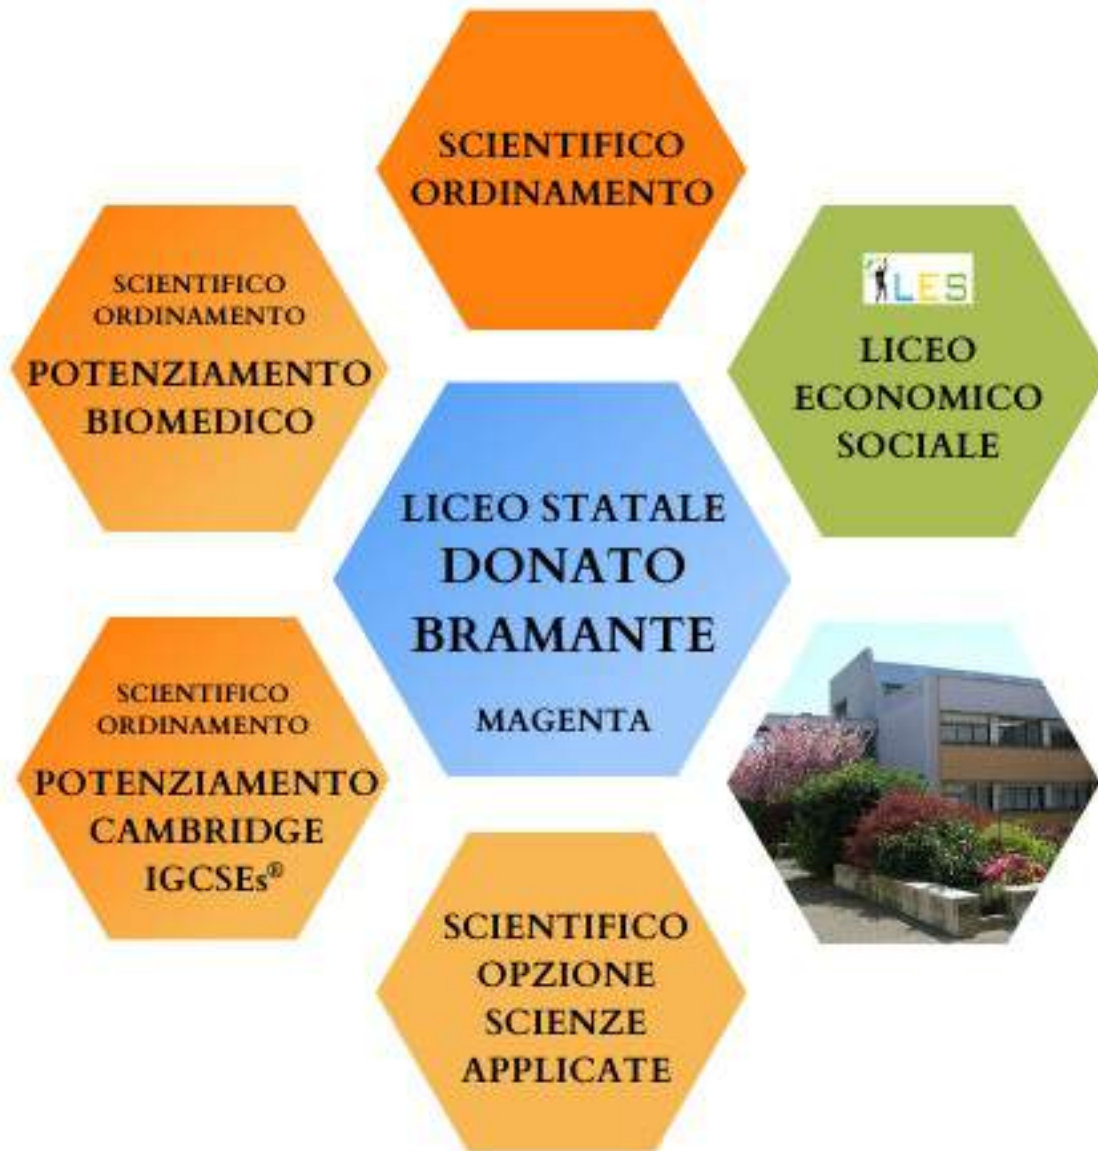 SCIENTIFICO
ORDINAMENTO
SCIENTIFICO
ORDINAMENTO
POTENZIAMENTO
BIOMEDICO
LES
LICEO
ECONOMICO
SOCIALE
LICEO STATALE
DONATO
BRAMANTE
MAGENTA
SCIENTIFICO
ORDINAMENTO
POTENZIAMENTO
CAMBRIDGE
IGCSEs®
SCIENTIFICO
OPZIONE
SCIENZE
APPLICATE